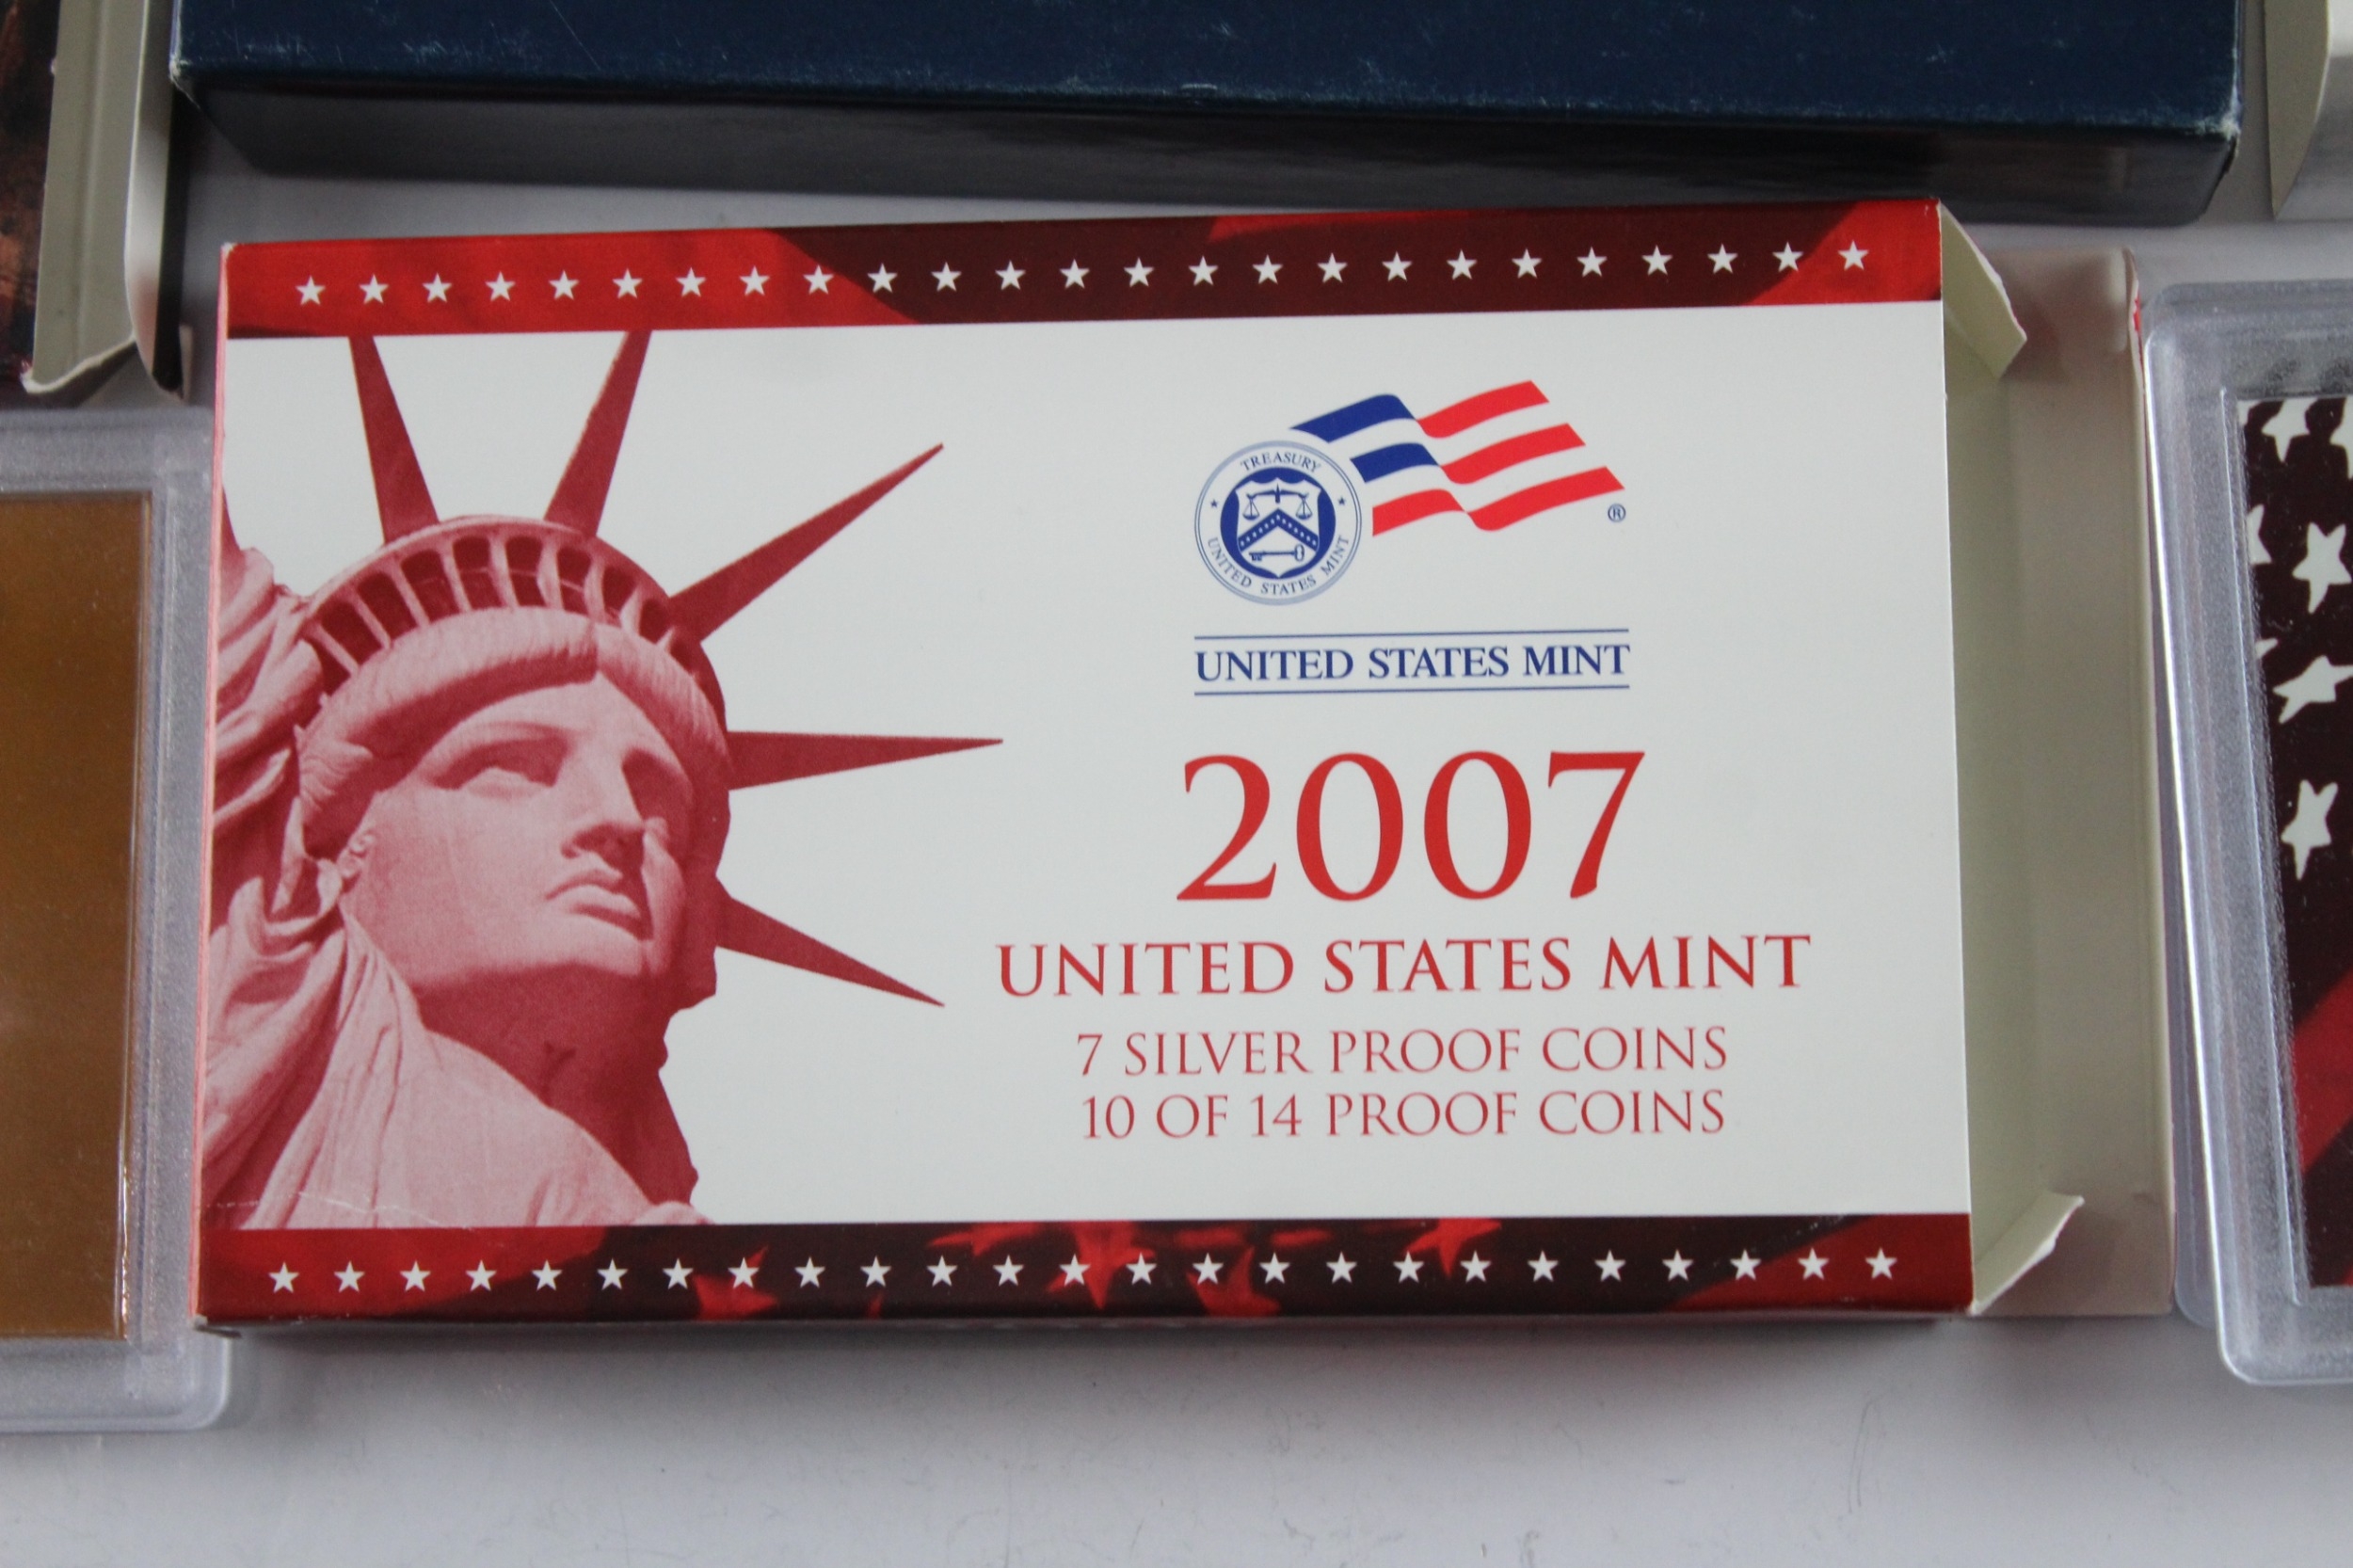 TREASURY
UNITED STATES MINT
®
UNITED STATES MINT
2007
UNITED STATES MINT
7 SILVER PROOF COINS
10 OF 14 PROOF COINS